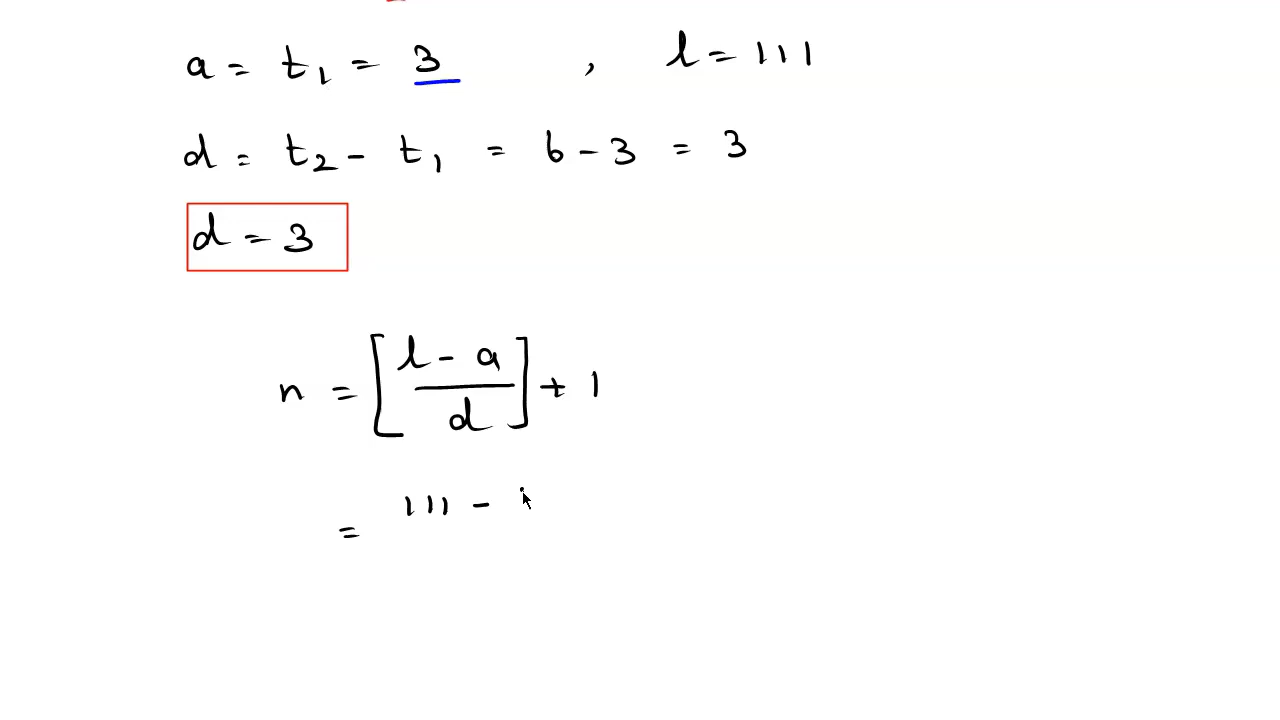 a = t₁ = 3 , l = 111
d = t₂ - t₁ = 6 - 3 = 3
d = 3
n = [l - a / d] + 1
= 111 -